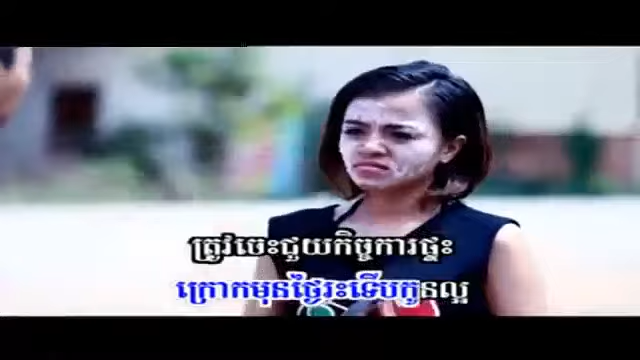 ត្រូវចេះជួយកិច្ចការផ្ទះ
ក្រោកមុនថ្ងៃរះទើបកូនល្អ